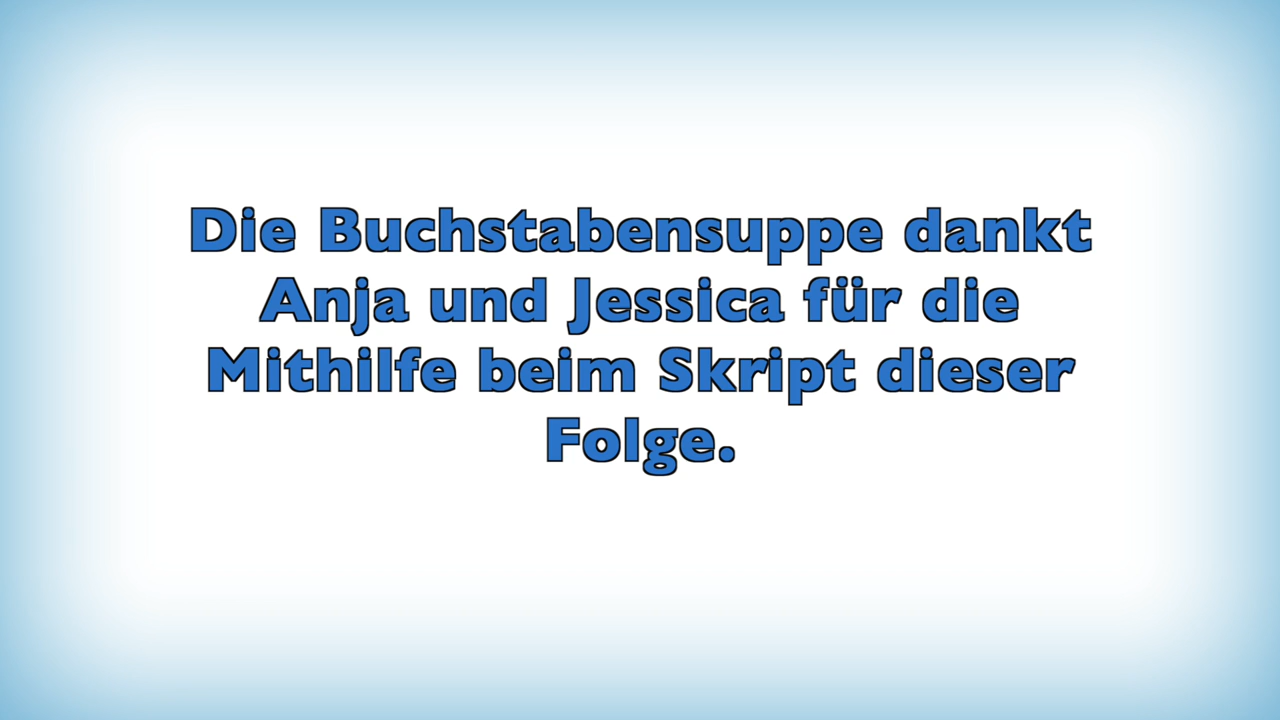 Die Buchstabensuppe dankt
Anja und Jessica für die
Mithilfe beim Skript dieser
Folge.